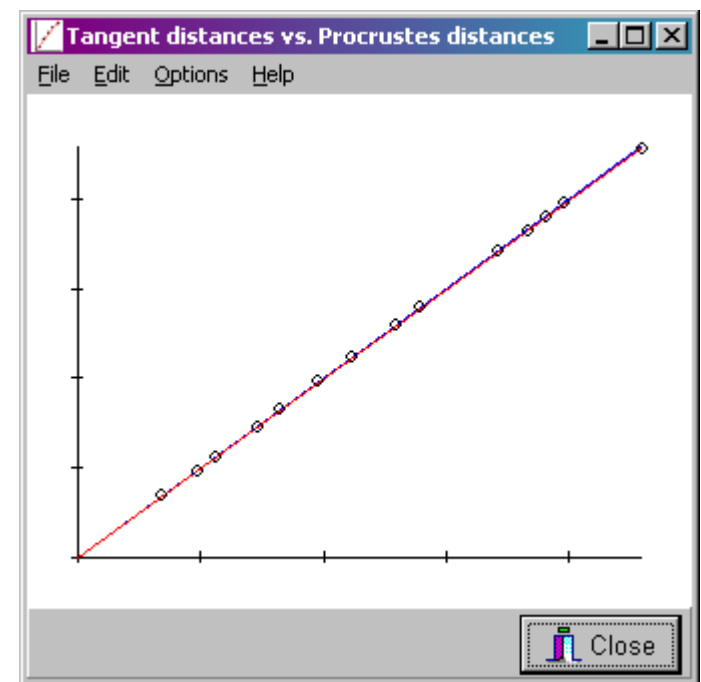 Tangent distances vs. Procrustes distances
File Edit Options Help
Close